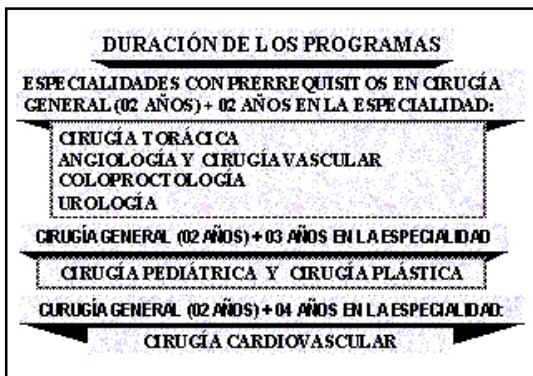 DURACIÓN DE LOS PROGRAMAS
ESPECIALIDADES CON PRERREQUISITOS EN CIRUGÍA
GENERAL (02 AÑOS) + 02 AÑOS EN LA ESPECIALIDAD:
CIRUGÍA TORÁCICA
ANGIOLOGÍA Y CIRUGÍA VASCULAR
COLOPROCTOLOGÍA
UROLOGÍA
CIRUGÍA GENERAL (02 AÑOS) + 03 AÑOS EN LA ESPECIALIDAD
CIRUGÍA PEDIÁTRICA Y CIRUGÍA PLÁSTICA
CURUGÍA GENERAL (02 AÑOS) + 04 AÑOS EN LA ESPECIALIDAD:
CIRUGÍA CARDIOVASCULAR